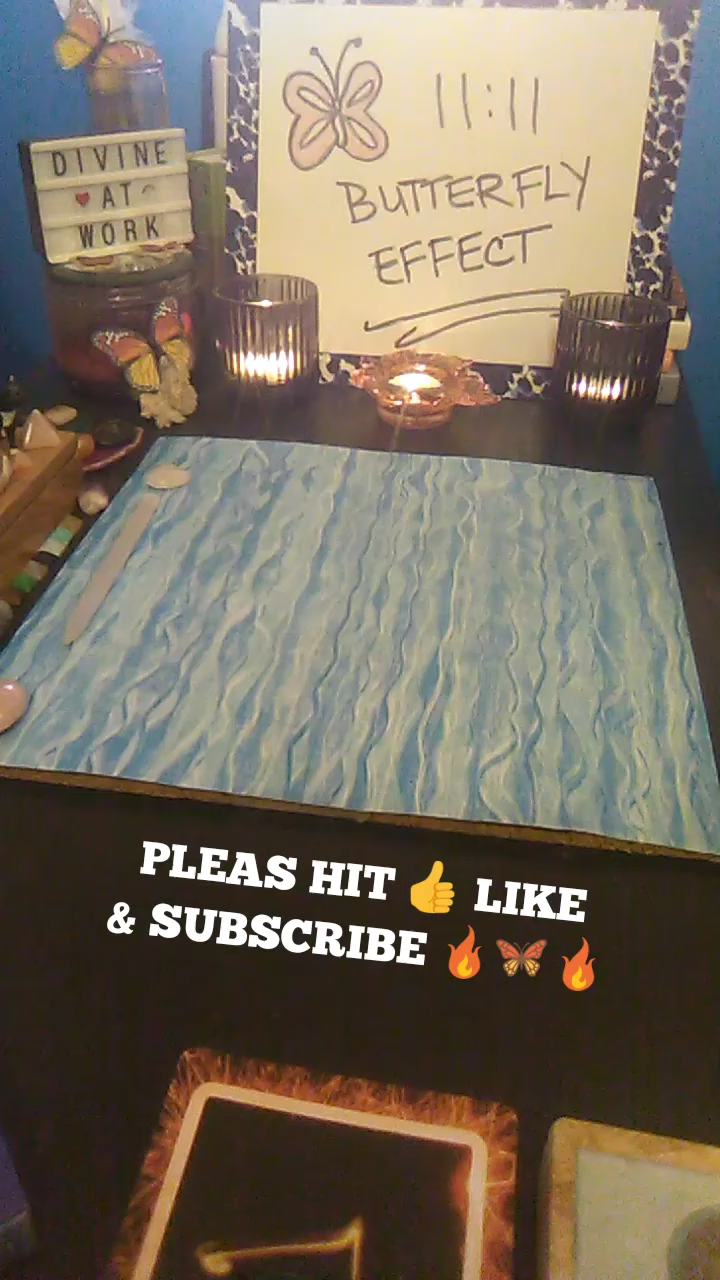 DIVINE
♥ AT
WORK
11:11
BUTTERFLY
EFFECT
PLEAS HIT 👍 LIKE
& SUBSCRIBE 🔥🦋🔥